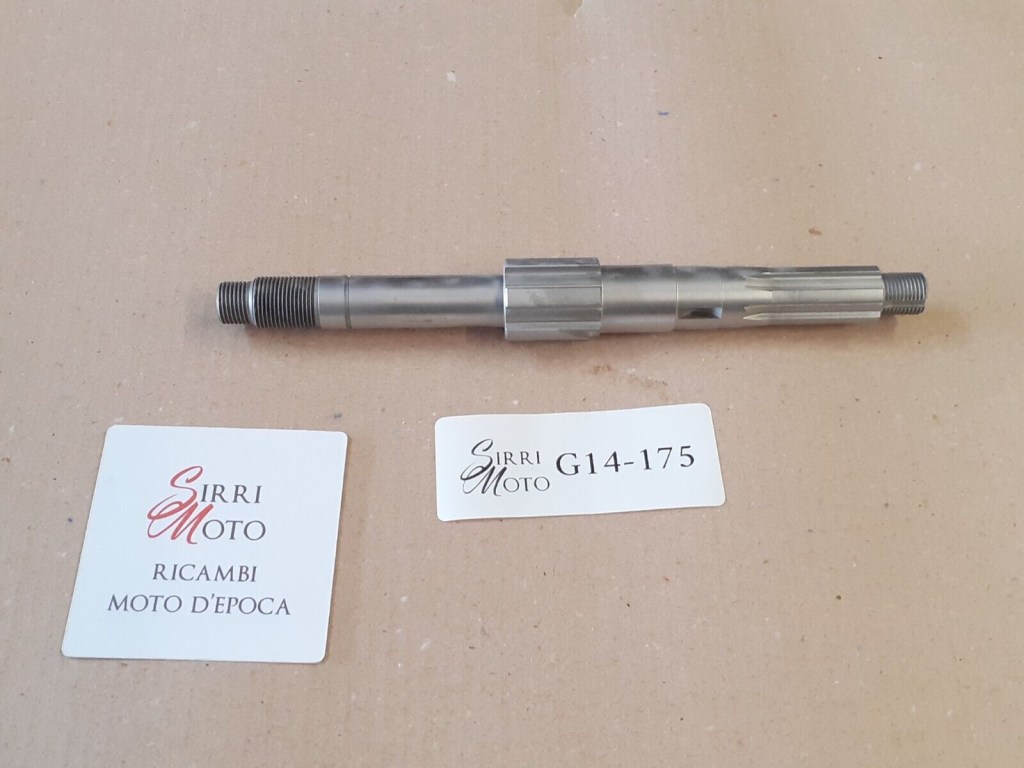 SIRRI
MOTO
G14-175
SIRRI
MOTO
RICAMBI
MOTO D'EPOCA